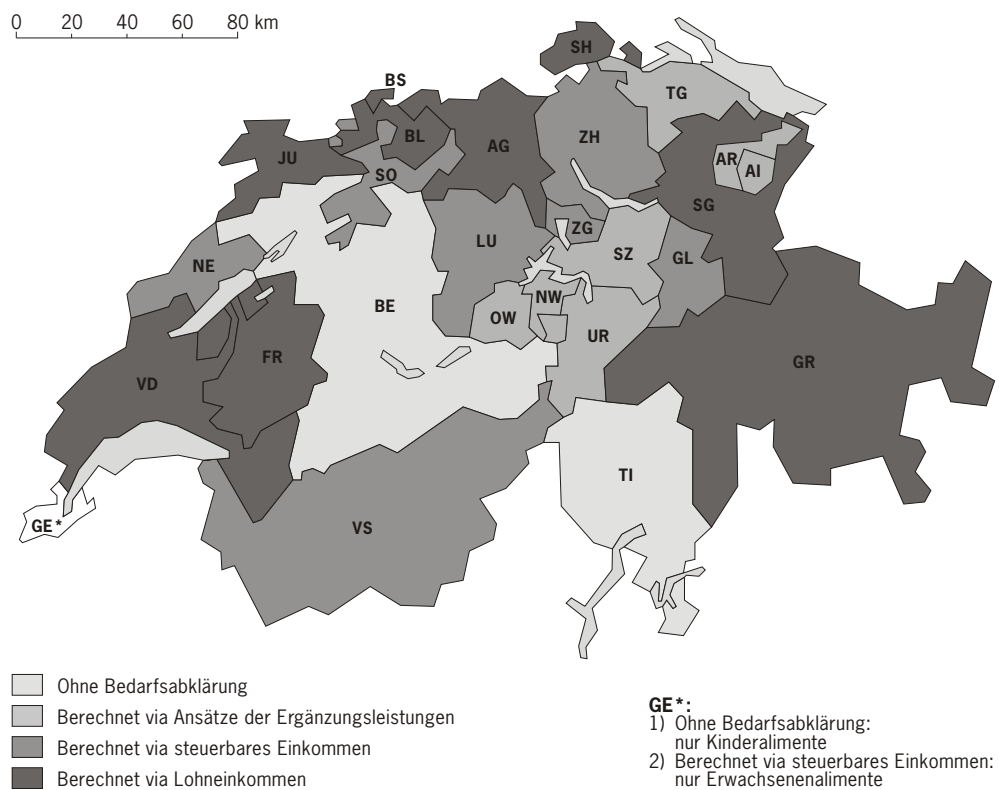 0 20 40 60 80 km
SH
BS
TG
BL
ZH
AG
JU
AR
AI
SO
SG
ZG
LU
SZ
GL
NE
NW
BE
OW
UR
FR
GR
VD
TI
GE*
VS
Ohne Bedarfsabklärung
Berechnet via Ansätze der Ergänzungsleistungen
Berechnet via steuerbares Einkommen
Berechnet via Lohneinkommen
GE*:
1) Ohne Bedarfsabklärung:
nur Kinderalimente
2) Berechnet via steuerbares Einkommen:
nur Erwachsenenalimente